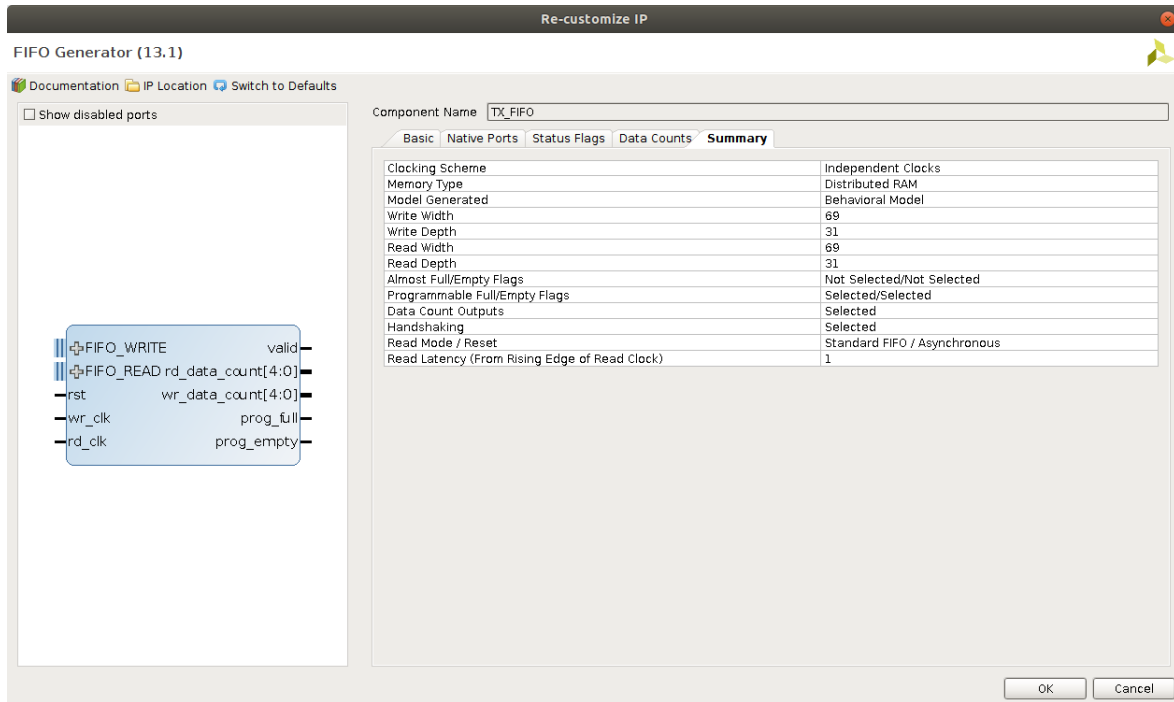 Re-customize IP
FIFO Generator (13.1)
Documentation IP Location Switch to Defaults
Show disabled ports
FIFO_WRITE valid
FIFO_READ rd_data_count[4:0]
rst wr_data_count[4:0]
wr_clk prog_full
rd_clk prog_empty
Component Name TX_FIFO
Basic Native Ports Status Flags Data Counts Summary
Clocking Scheme Independent Clocks
Memory Type Distributed RAM
Model Generated Behavioral Model
Write Width 69
Write Depth 31
Read Width 69
Read Depth 31
Almost Full/Empty Flags Not Selected/Not Selected
Programmable Full/Empty Flags Selected/Selected
Data Count Outputs Selected
Handshaking Selected
Read Mode / Reset Standard FIFO / Asynchronous
Read Latency (From Rising Edge of Read Clock) 1
OK Cancel